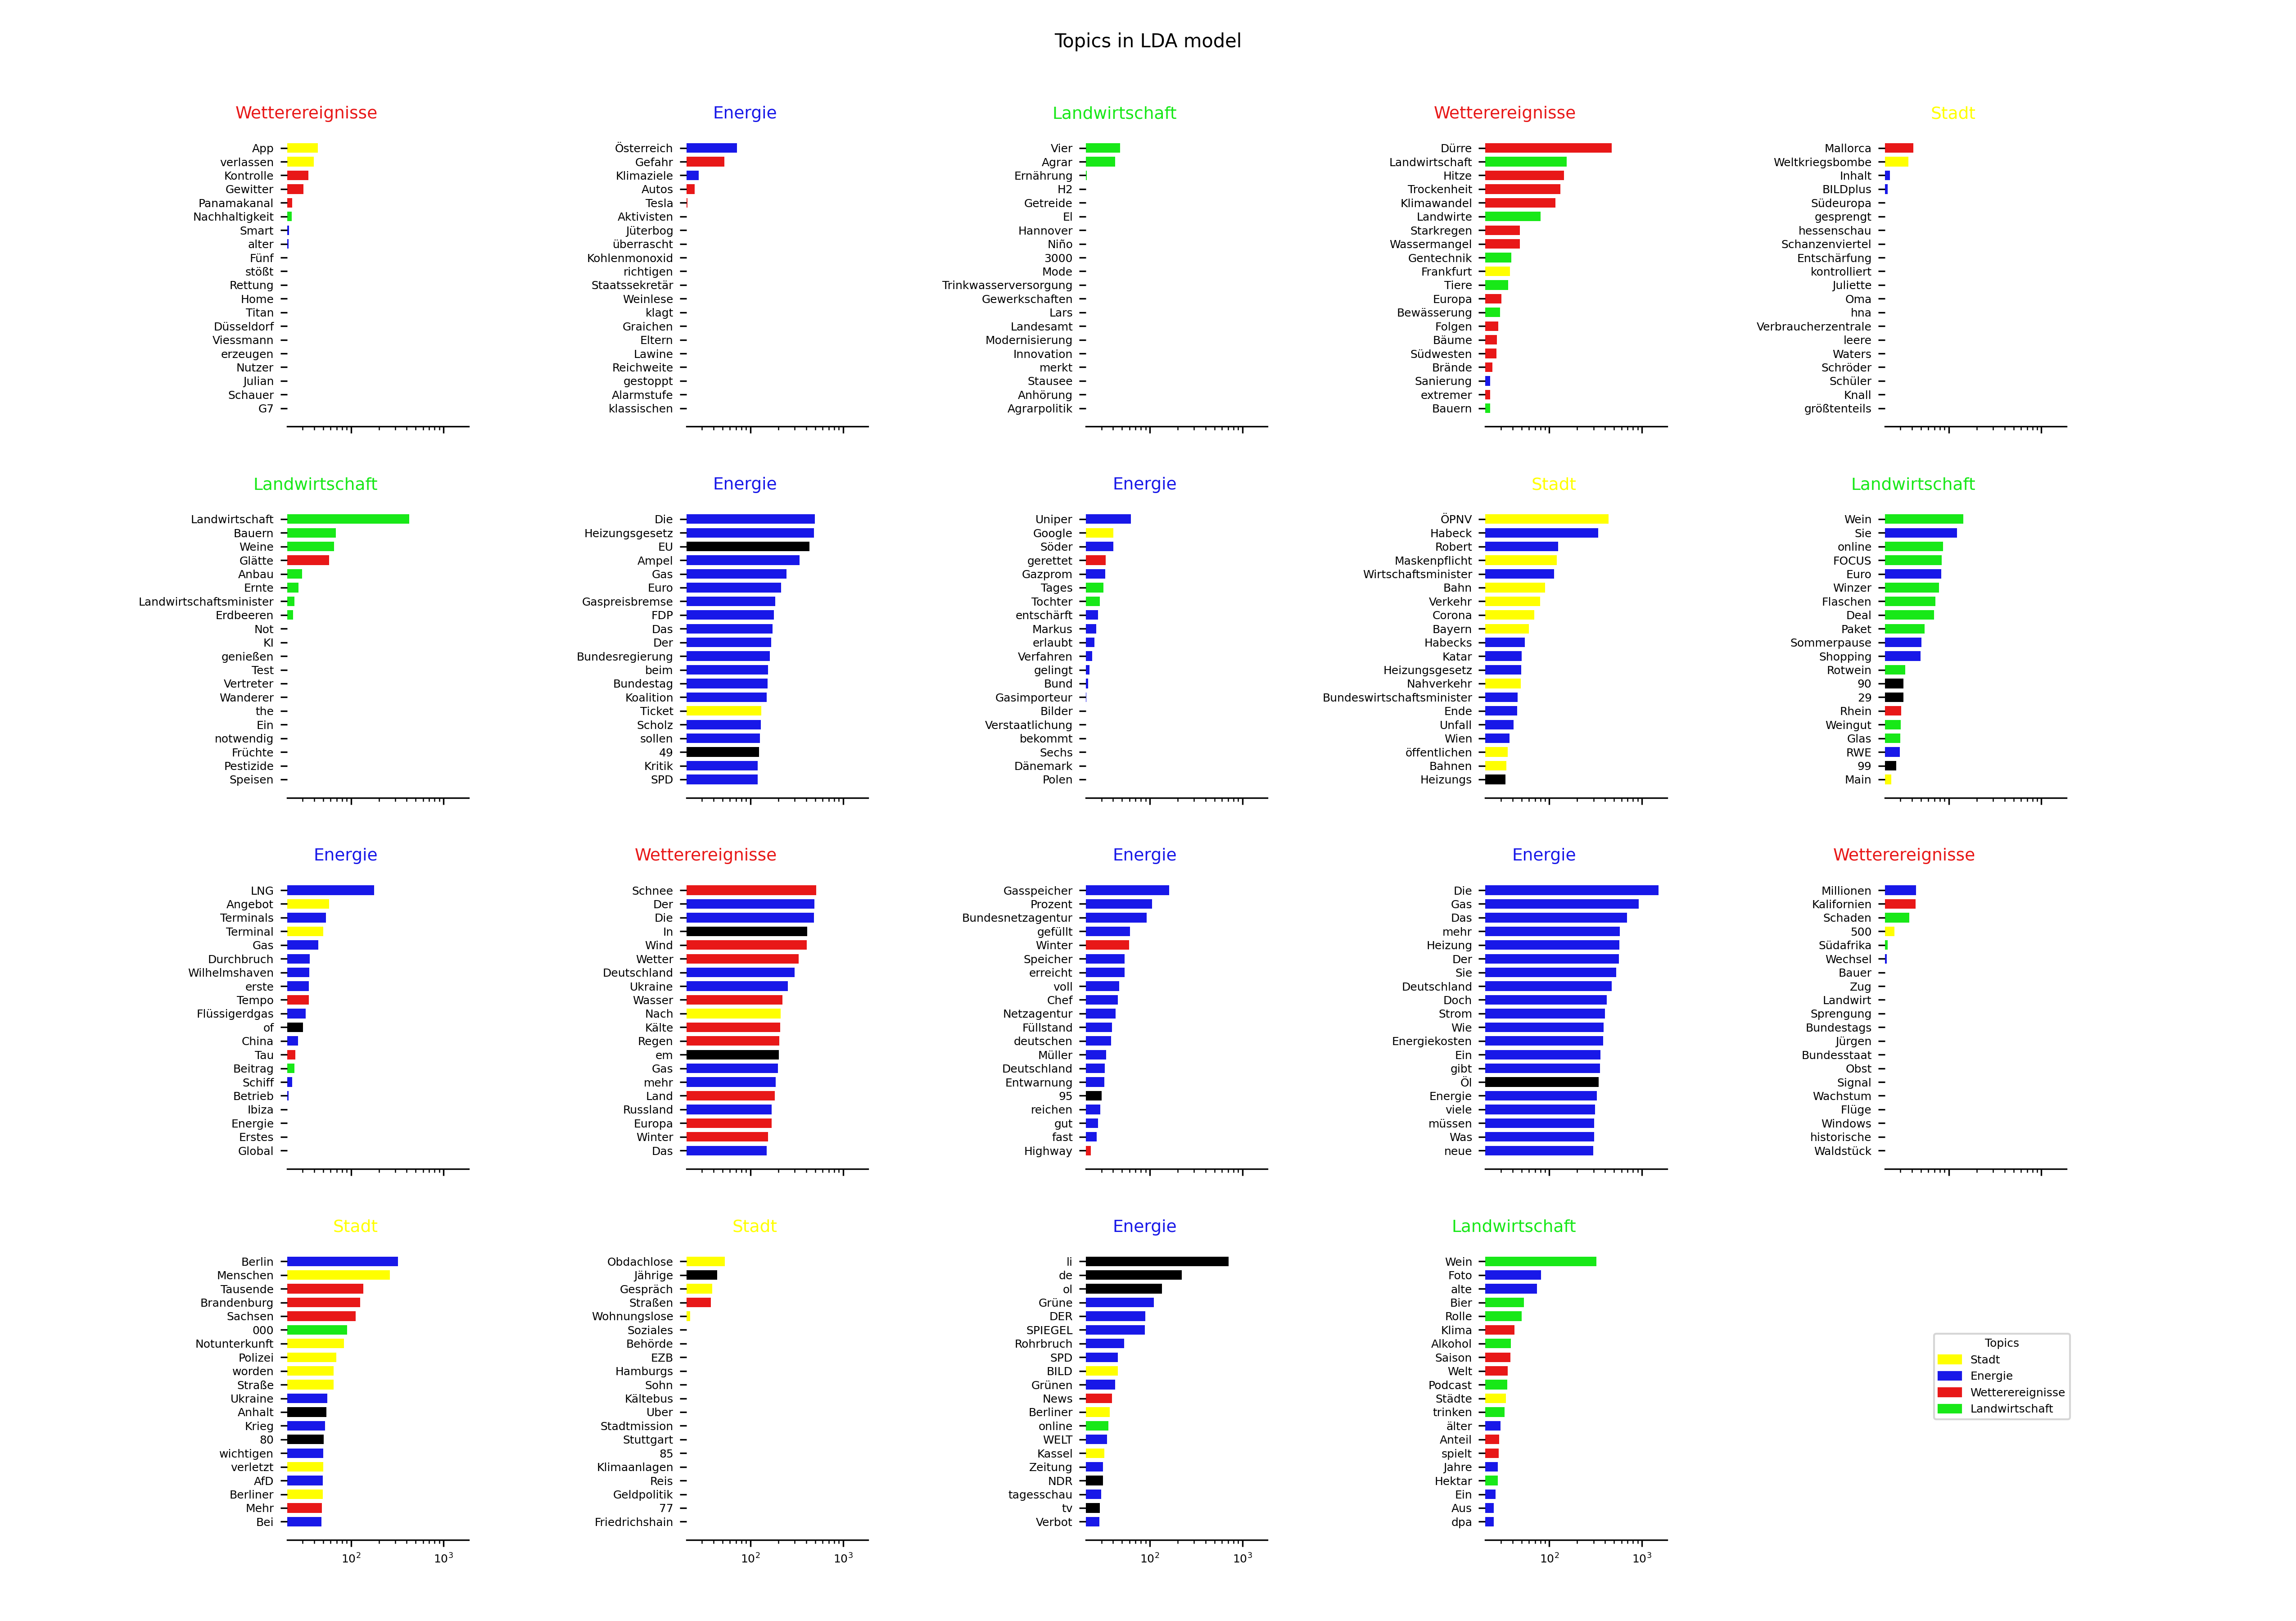 Topics in LDA model
Wetterereignisse
App
verlassen
Kontrolle
Gewitter
Panamakanal
Nachhaltigkeit
Smart
alter
Fünf
stößt
Rettung
Home
Titan
Düsseldorf
Viessmann
erzeugen
Nutzer
Julian
Schauer
G7
Energie
Österreich
Gefahr
Klimaziele
Autos
Tesla
Aktivisten
Jüterbog
überrascht
Kohlenmonoxid
richtigen
Staatssekretär
Weinlese
klagt
Graichen
Eltern
Lawine
Reichweite
gestoppt
Alarmstufe
klassischen
Landwirtschaft
Vier
Agrar
Ernährung
H2
Getreide
El
Hannover
Niño
3000
Mode
Trinkwasserversorgung
Gewerkschaften
Lars
Landesamt
Modernisierung
Innovation
merkt
Stausee
Anhörung
Agrarpolitik
Wetterereignisse
Dürre
Landwirtschaft
Hitze
Trockenheit
Klimawandel
Landwirte
Starkregen
Wassermangel
Gentechnik
Frankfurt
Tiere
Europa
Bewässerung
Folgen
Bäume
Südwesten
Brände
Sanierung
extremer
Bauern
Stadt
Mallorca
Weltkriegsbombe
Inhalt
BILDplus
Südeuropa
gesprengt
hessenschau
Schanzenviertel
Entschärfung
kontrolliert
Juliette
Oma
hna
Verbraucherzentrale
leere
Waters
Schröder
Schüler
Knall
größtenteils
Landwirtschaft
Landwirtschaft
Bauern
Weine
Glätte
Anbau
Ernte
Landwirtschaftsminister
Erdbeeren
Not
KI
genießen
Test
Vertreter
Wanderer
the
Ein
notwendig
Früchte
Pestizide
Speisen
Energie
Die
Heizungsgesetz
EU
Ampel
Gas
Euro
Gaspreisbremse
FDP
Das
Der
Bundesregierung
beim
Bundestag
Koalition
Ticket
Scholz
sollen
49
Kritik
SPD
Energie
Uniper
Google
Söder
gerettet
Gazprom
Tages
Tochter
entschärft
Markus
erlaubt
Verfahren
gelingt
Bund
Gasimporteur
Bilder
Verstaatlichung
bekommt
Sechs
Dänemark
Polen
Stadt
ÖPNV
Habeck
Robert
Maskenpflicht
Wirtschaftsminister
Bahn
Verkehr
Corona
Bayern
Habecks
Katar
Heizungsgesetz
Nahverkehr
Bundeswirtschaftsminister
Ende
Unfall
Wien
öffentlichen
Bahnen
Heizungs
Landwirtschaft
Wein
Sie
online
FOCUS
Euro
Winzer
Flaschen
Deal
Paket
Sommerpause
Shopping
Rotwein
90
29
Rhein
Weingut
Glas
RWE
99
Main
Energie
LNG
Angebot
Terminals
Terminal
Gas
Durchbruch
Wilhelmshaven
erste
Tempo
Flüssigerdgas
of
China
Tau
Beitrag
Schiff
Betrieb
Ibiza
Energie
Erstes
Global
Wetterereignisse
Schnee
Der
Die
In
Wind
Wetter
Deutschland
Ukraine
Wasser
Nach
Kälte
Regen
em
Gas
mehr
Land
Russland
Europa
Winter
Das
Energie
Gasspeicher
Prozent
Bundesnetzagentur
gefüllt
Winter
Speicher
erreicht
voll
Chef
Netzagentur
Füllstand
deutschen
Müller
Deutschland
Entwarnung
95
reichen
gut
fast
Highway
Energie
Die
Gas
Das
mehr
Heizung
Der
Sie
Deutschland
Doch
Strom
Wie
Energiekosten
Ein
gibt
Öl
Energie
viele
müssen
Was
neue
Wetterereignisse
Millionen
Kalifornien
Schaden
500
Südafrika
Wechsel
Bauer
Zug
Landwirt
Sprengung
Bundestags
Jürgen
Bundesstaat
Obst
Signal
Wachstum
Flüge
Windows
historische
Waldstück
Stadt
Berlin
Menschen
Tausende
Brandenburg
Sachsen
000
Notunterkunft
Polizei
worden
Straße
Ukraine
Anhalt
Krieg
80
wichtigen
verletzt
AfD
Berliner
Mehr
Bei
10² 10³
Stadt
Obdachlose
Jährige
Gespräch
Straßen
Wohnungslose
Soziales
Behörde
EZB
Hamburgs
Sohn
Kältebus
Uber
Stadtmission
Stuttgart
85
Klimaanlagen
Reis
Geldpolitik
77
Friedrichshain
10² 10³
Energie
li
de
ol
Grüne
DER
SPIEGEL
Rohrbruch
SPD
BILD
Grünen
News
Berliner
online
WELT
Kassel
Zeitung
NDR
tagesschau
tv
Verbot
10² 10³
Landwirtschaft
Wein
Foto
alte
Bier
Rolle
Klima
Alkohol
Saison
Welt
Podcast
Städte
trinken
älter
Anteil
spielt
Jahre
Hektar
Ein
Aus
dpa
10² 10³
Topics
Stadt
Energie
Wetterereignisse
Landwirtschaft